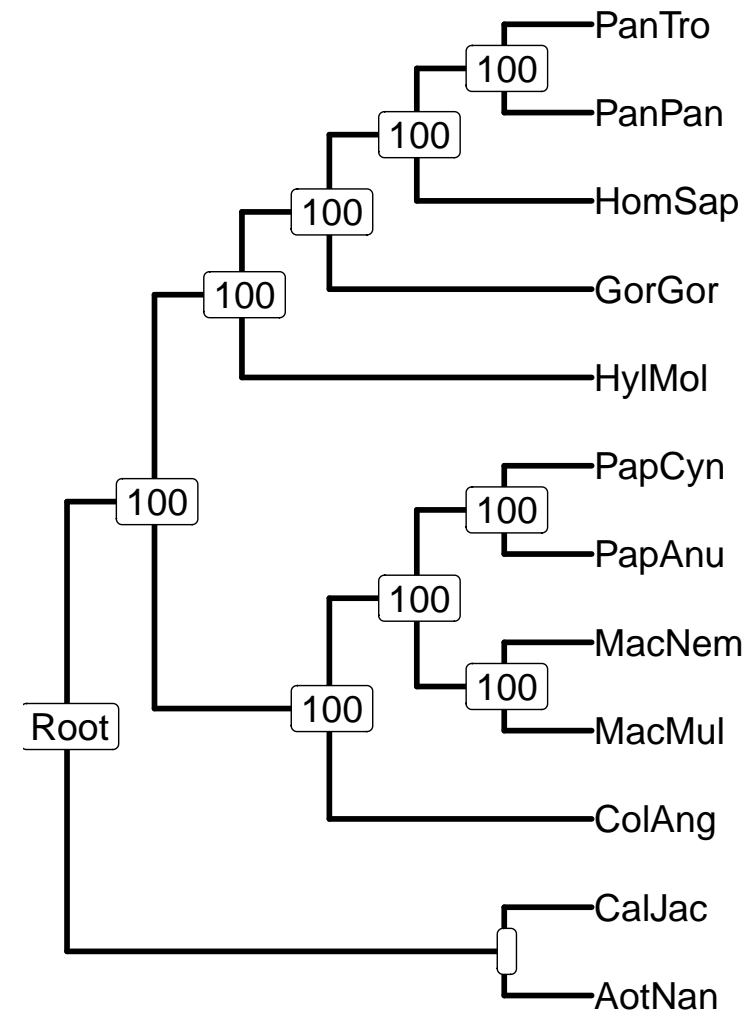 PanTro
100
PanPan
100
HomSap
100
GorGor
100
HylMol
PapCyn
100
100
PapAnu
100
MacNem
100
100
Root
MacMul
ColAng
CalJac
AotNan